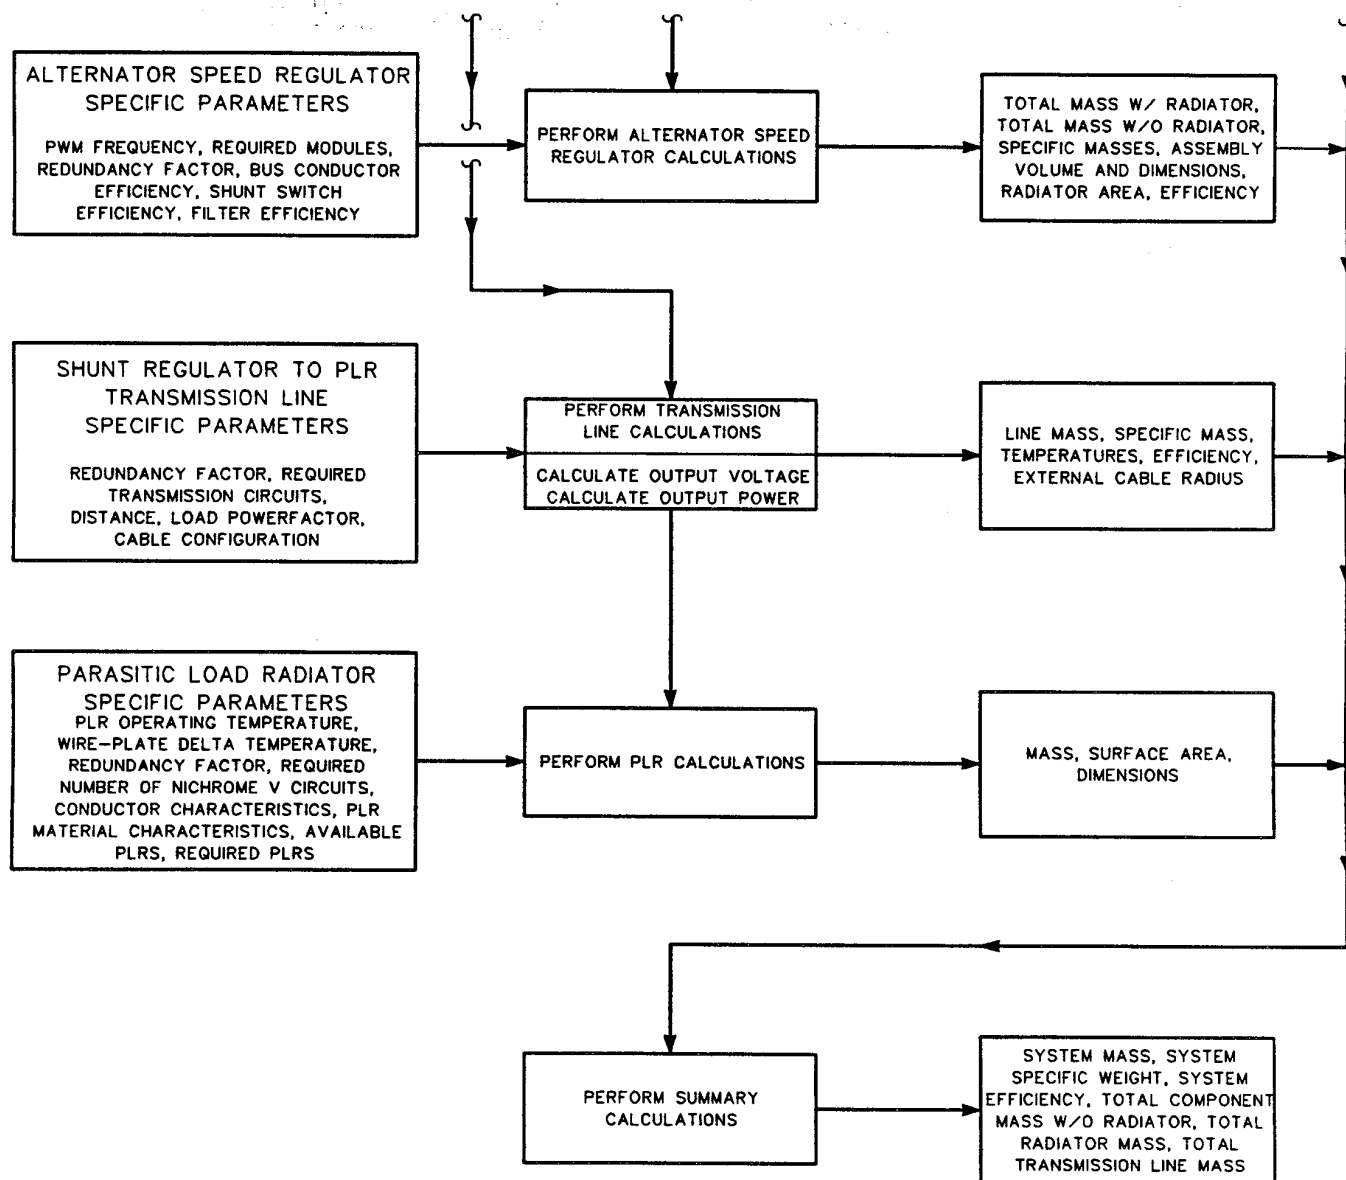 ALTERNATOR SPEED REGULATOR
SPECIFIC PARAMETERS
PWM FREQUENCY, REQUIRED MODULES,
REDUNDANCY FACTOR, BUS CONDUCTOR
EFFICIENCY, SHUNT SWITCH
EFFICIENCY, FILTER EFFICIENCY
PERFORM ALTERNATOR SPEED
REGULATOR CALCULATIONS
TOTAL MASS W/ RADIATOR,
TOTAL MASS W/O RADIATOR,
SPECIFIC MASSES, ASSEMBLY
VOLUME AND DIMENSIONS,
RADIATOR AREA, EFFICIENCY
SHUNT REGULATOR TO PLR
TRANSMISSION LINE
SPECIFIC PARAMETERS
REDUNDANCY FACTOR, REQUIRED
TRANSMISSION CIRCUITS,
DISTANCE, LOAD POWERFACTOR,
CABLE CONFIGURATION
PERFORM TRANSMISSION
LINE CALCULATIONS
CALCULATE OUTPUT VOLTAGE
CALCULATE OUTPUT POWER
LINE MASS, SPECIFIC MASS,
TEMPERATURES, EFFICIENCY,
EXTERNAL CABLE RADIUS
PARASITIC LOAD RADIATOR
SPECIFIC PARAMETERS
PLR OPERATING TEMPERATURE,
WIRE-PLATE DELTA TEMPERATURE,
REDUNDANCY FACTOR, REQUIRED
NUMBER OF NICHROME V CIRCUITS,
CONDUCTOR CHARACTERISTICS, PLR
MATERIAL CHARACTERISTICS, AVAILABLE
PLRS, REQUIRED PLRS
PERFORM PLR CALCULATIONS
MASS, SURFACE AREA,
DIMENSIONS
PERFORM SUMMARY
CALCULATIONS
SYSTEM MASS, SYSTEM
SPECIFIC WEIGHT, SYSTEM
EFFICIENCY, TOTAL COMPONENT
MASS W/O RADIATOR, TOTAL
RADIATOR MASS, TOTAL
TRANSMISSION LINE MASS